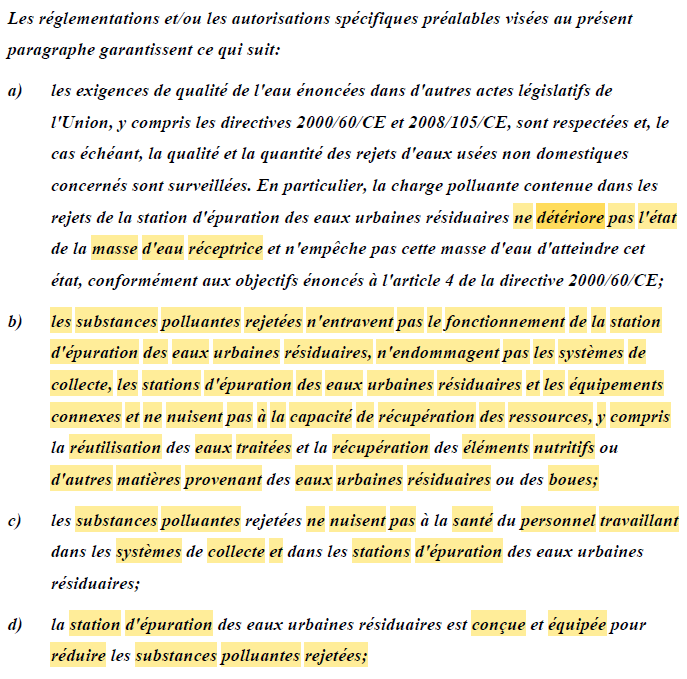 Les réglementations et/ou les autorisations spécifiques préalables visées au présent
paragraphe garantissent ce qui suit:
a) les exigences de qualité de l'eau énoncées dans d'autres actes législatifs de
l'Union, y compris les directives 2000/60/CE et 2008/105/CE, sont respectées et, le
cas échéant, la qualité et la quantité des rejets d'eaux usées non domestiques
concernés sont surveillées. En particulier, la charge polluante contenue dans les
rejets de la station d'épuration des eaux urbaines résiduaires ne détériore pas l'état
de la masse d'eau réceptrice et n'empêche pas cette masse d'eau d'atteindre cet
état, conformément aux objectifs énoncés à l'article 4 de la directive 2000/60/CE;
b) les substances polluantes rejetées n'entravent pas le fonctionnement de la station
d'épuration des eaux urbaines résiduaires, n'endommagent pas les systèmes de
collecte, les stations d'épuration des eaux urbaines résiduaires et les équipements
connexes et ne nuisent pas à la capacité de récupération des ressources, y compris
la réutilisation des eaux traitées et la récupération des éléments nutritifs ou
d'autres matières provenant des eaux urbaines résiduaires ou des boues;
c) les substances polluantes rejetées ne nuisent pas à la santé du personnel travaillant
dans les systèmes de collecte et dans les stations d'épuration des eaux urbaines
résiduaires;
d) la station d'épuration des eaux urbaines résiduaires est conçue et équipée pour
réduire les substances polluantes rejetées;